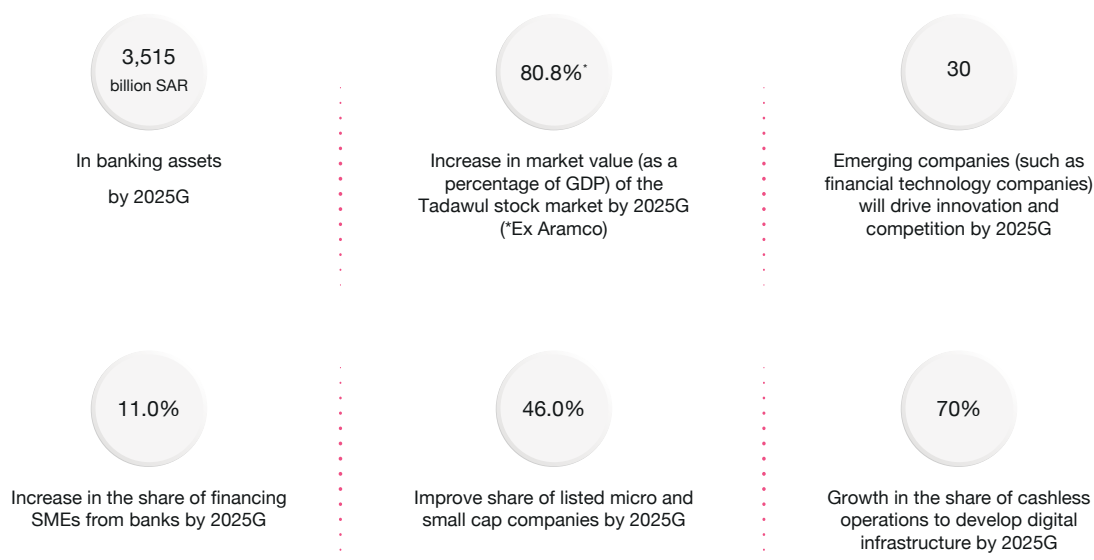 3,515
billion SAR
In banking assets
by 2025G
80.8%*
Increase in market value (as a
percentage of GDP) of the
Tadawul stock market by 2025G
(*Ex Aramco)
30
Emerging companies (such as
financial technology companies)
will drive innovation and
competition by 2025G
11.0%
Increase in the share of financing
SMEs from banks by 2025G
46.0%
Improve share of listed micro and
small cap companies by 2025G
70%
Growth in the share of cashless
operations to develop digital
infrastructure by 2025G